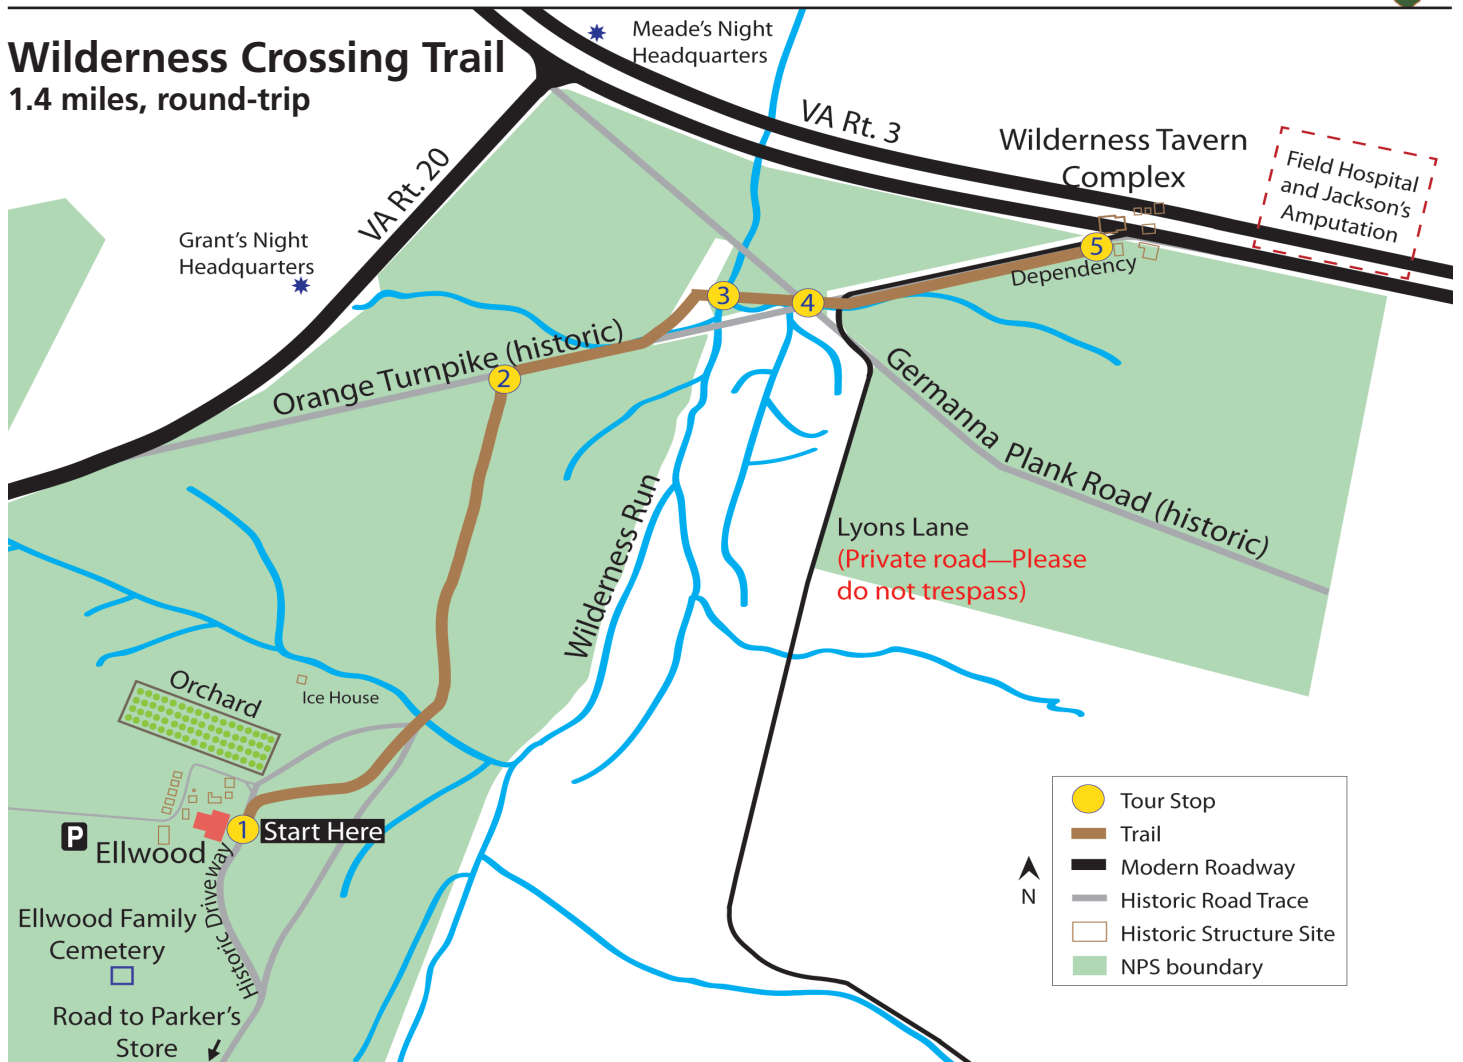 Wilderness Crossing Trail
1.4 miles, round-trip
Meade's Night
Headquarters
VA Rt. 3
VA Rt. 20
Wilderness Tavern
Complex
Field Hospital
and Jackson's
Amputation
Grant's Night
Headquarters
5
Dependency
3
4
Orange Turnpike (historic)
2
Germanna Plank Road (historic)
Wilderness Run
Lyons Lane
(Private road—Please
do not trespass)
Orchard
Ice House
P
Ellwood
1
Start Here
Historic Driveway
Ellwood Family
Cemetery
Road to Parker's
Store
N
Tour Stop
Trail
Modern Roadway
Historic Road Trace
Historic Structure Site
NPS boundary